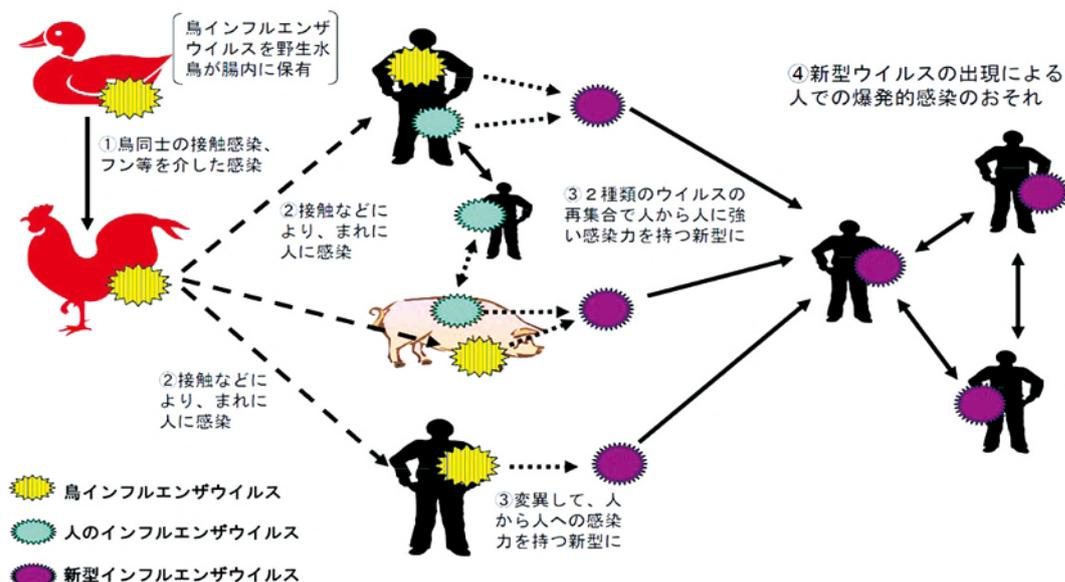 鳥インフルエンザ
ウイルスを野生水
鳥が腸内に保有
①鳥同士の接触感染、
フン等を介した感染
②接触などに
より、まれに
人に感染
③２種類のウイルスの
再集合で人から人に強
い感染力を持つ新型に
④新型ウイルスの出現による
人での爆発的感染のおそれ
②接触などに
より、まれに
人に感染
③変異して、人
から人への感染
力を持つ新型に
鳥インフルエンザウイルス
人のインフルエンザウイルス
新型インフルエンザウイルス